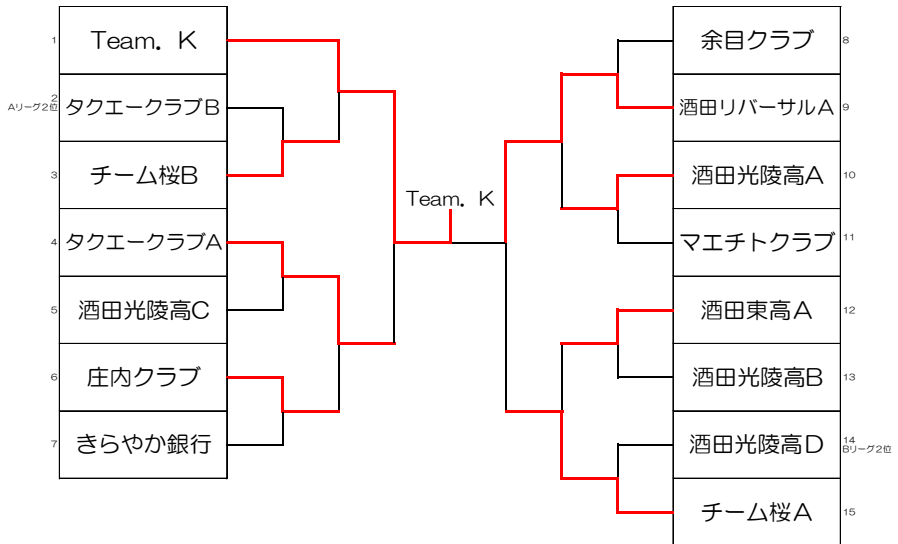 1 Team．K
2
Aリーグ2位 タクエークラブB
3 チーム桜B
4 タクエークラブA
5 酒田光陵高C
6 庄内クラブ
7 きらやか銀行
Team．K
余目クラブ 8
酒田リバーサルA 9
酒田光陵高A 10
マエチトクラブ 11
酒田東高A 12
酒田光陵高B 13
酒田光陵高D 14
Bリーグ2位
チーム桜A 15